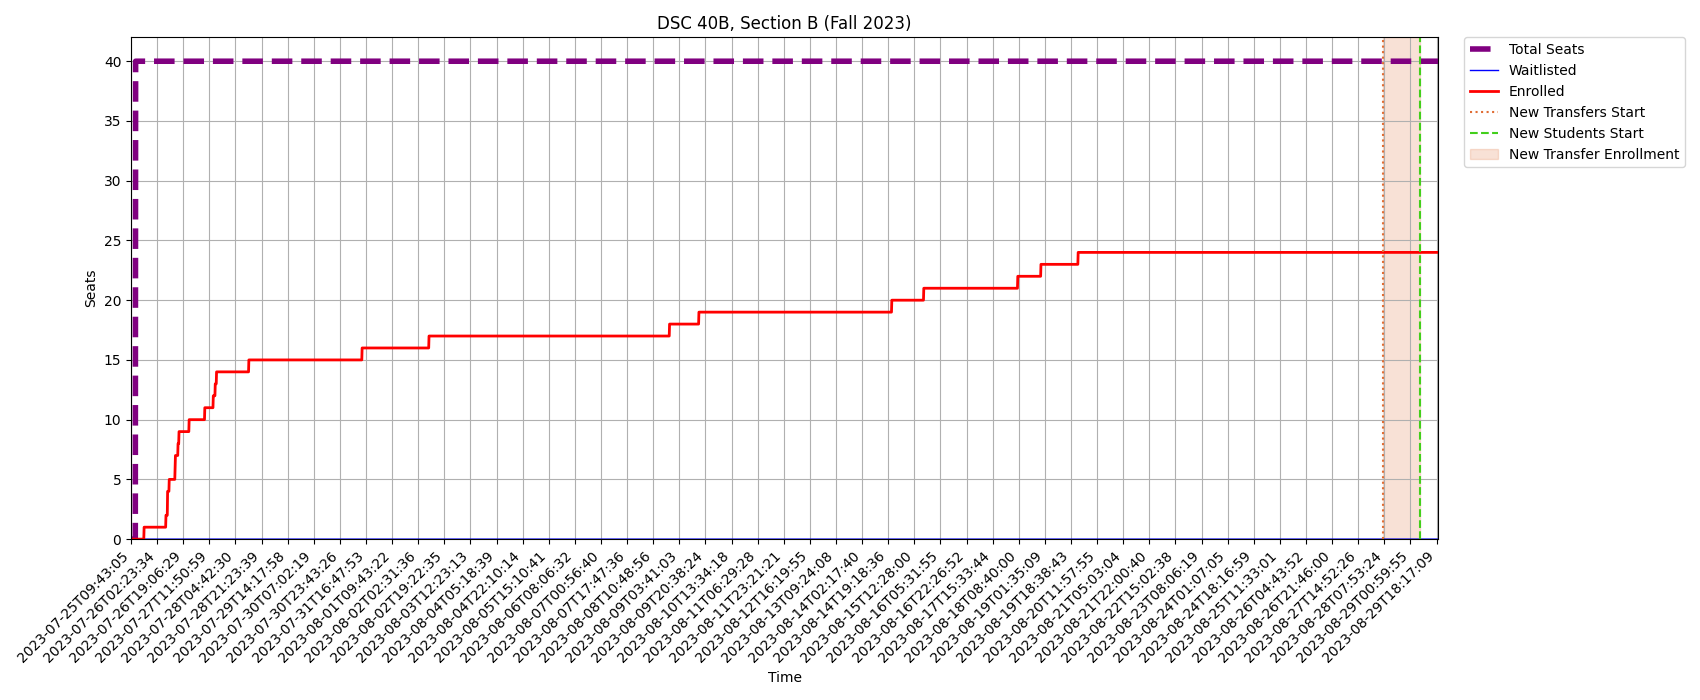 DSC 40B, Section B (Fall 2023)
Total Seats
Waitlisted
Enrolled
New Transfers Start
New Students Start
New Transfer Enrollment
Seats
40
35
30
25
20
15
10
5
0
2023-07-25T09:43:05
2023-07-26T02:23:34
2023-07-26T19:06:29
2023-07-27T11:50:59
2023-07-28T04:42:30
2023-07-28T21:23:39
2023-07-29T14:17:58
2023-07-30T07:02:19
2023-07-30T23:43:26
2023-07-31T16:47:53
2023-08-01T09:43:22
2023-08-02T02:31:36
2023-08-02T19:22:35
2023-08-03T12:23:13
2023-08-04T05:18:39
2023-08-04T22:10:14
2023-08-05T15:10:41
2023-08-06T08:06:32
2023-08-07T00:56:40
2023-08-07T17:47:36
2023-08-08T10:48:56
2023-08-09T03:41:03
2023-08-09T20:38:24
2023-08-10T13:34:18
2023-08-11T06:29:28
2023-08-11T23:21:21
2023-08-12T16:19:55
2023-08-13T09:24:08
2023-08-14T02:17:40
2023-08-14T19:18:36
2023-08-15T12:28:00
2023-08-16T05:31:55
2023-08-16T22:26:52
2023-08-17T15:33:44
2023-08-18T08:40:00
2023-08-19T01:35:09
2023-08-19T18:38:43
2023-08-20T11:57:55
2023-08-21T05:03:04
2023-08-21T22:00:40
2023-08-22T15:02:38
2023-08-23T08:06:19
2023-08-24T01:07:05
2023-08-24T18:16:59
2023-08-25T11:33:01
2023-08-26T04:43:52
2023-08-26T21:46:00
2023-08-27T14:52:26
2023-08-28T07:53:24
2023-08-29T00:59:55
2023-08-29T18:17:09
Time